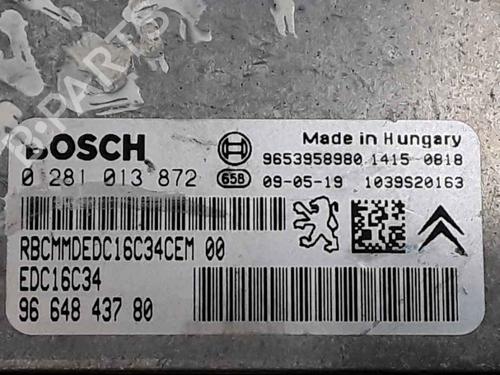 BOSCH
Made in Hungary
9653958980 1415 0818
0 281 013 872
658
09-05-19 1039S20163
RBCMMDEDC16C34CEM 00
EDC16C34
96 648 437 80
B-PARTS